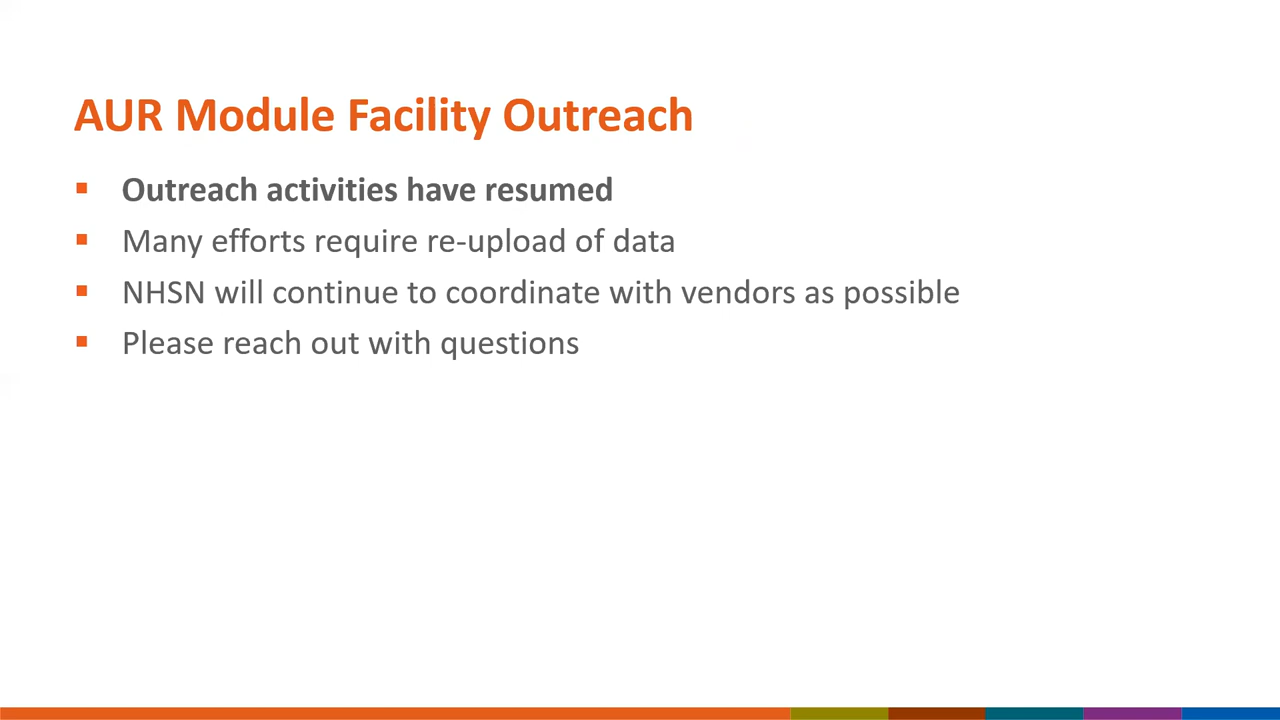 AUR Module Facility Outreach
Outreach activities have resumed
Many efforts require re-upload of data
NHSN will continue to coordinate with vendors as possible
Please reach out with questions